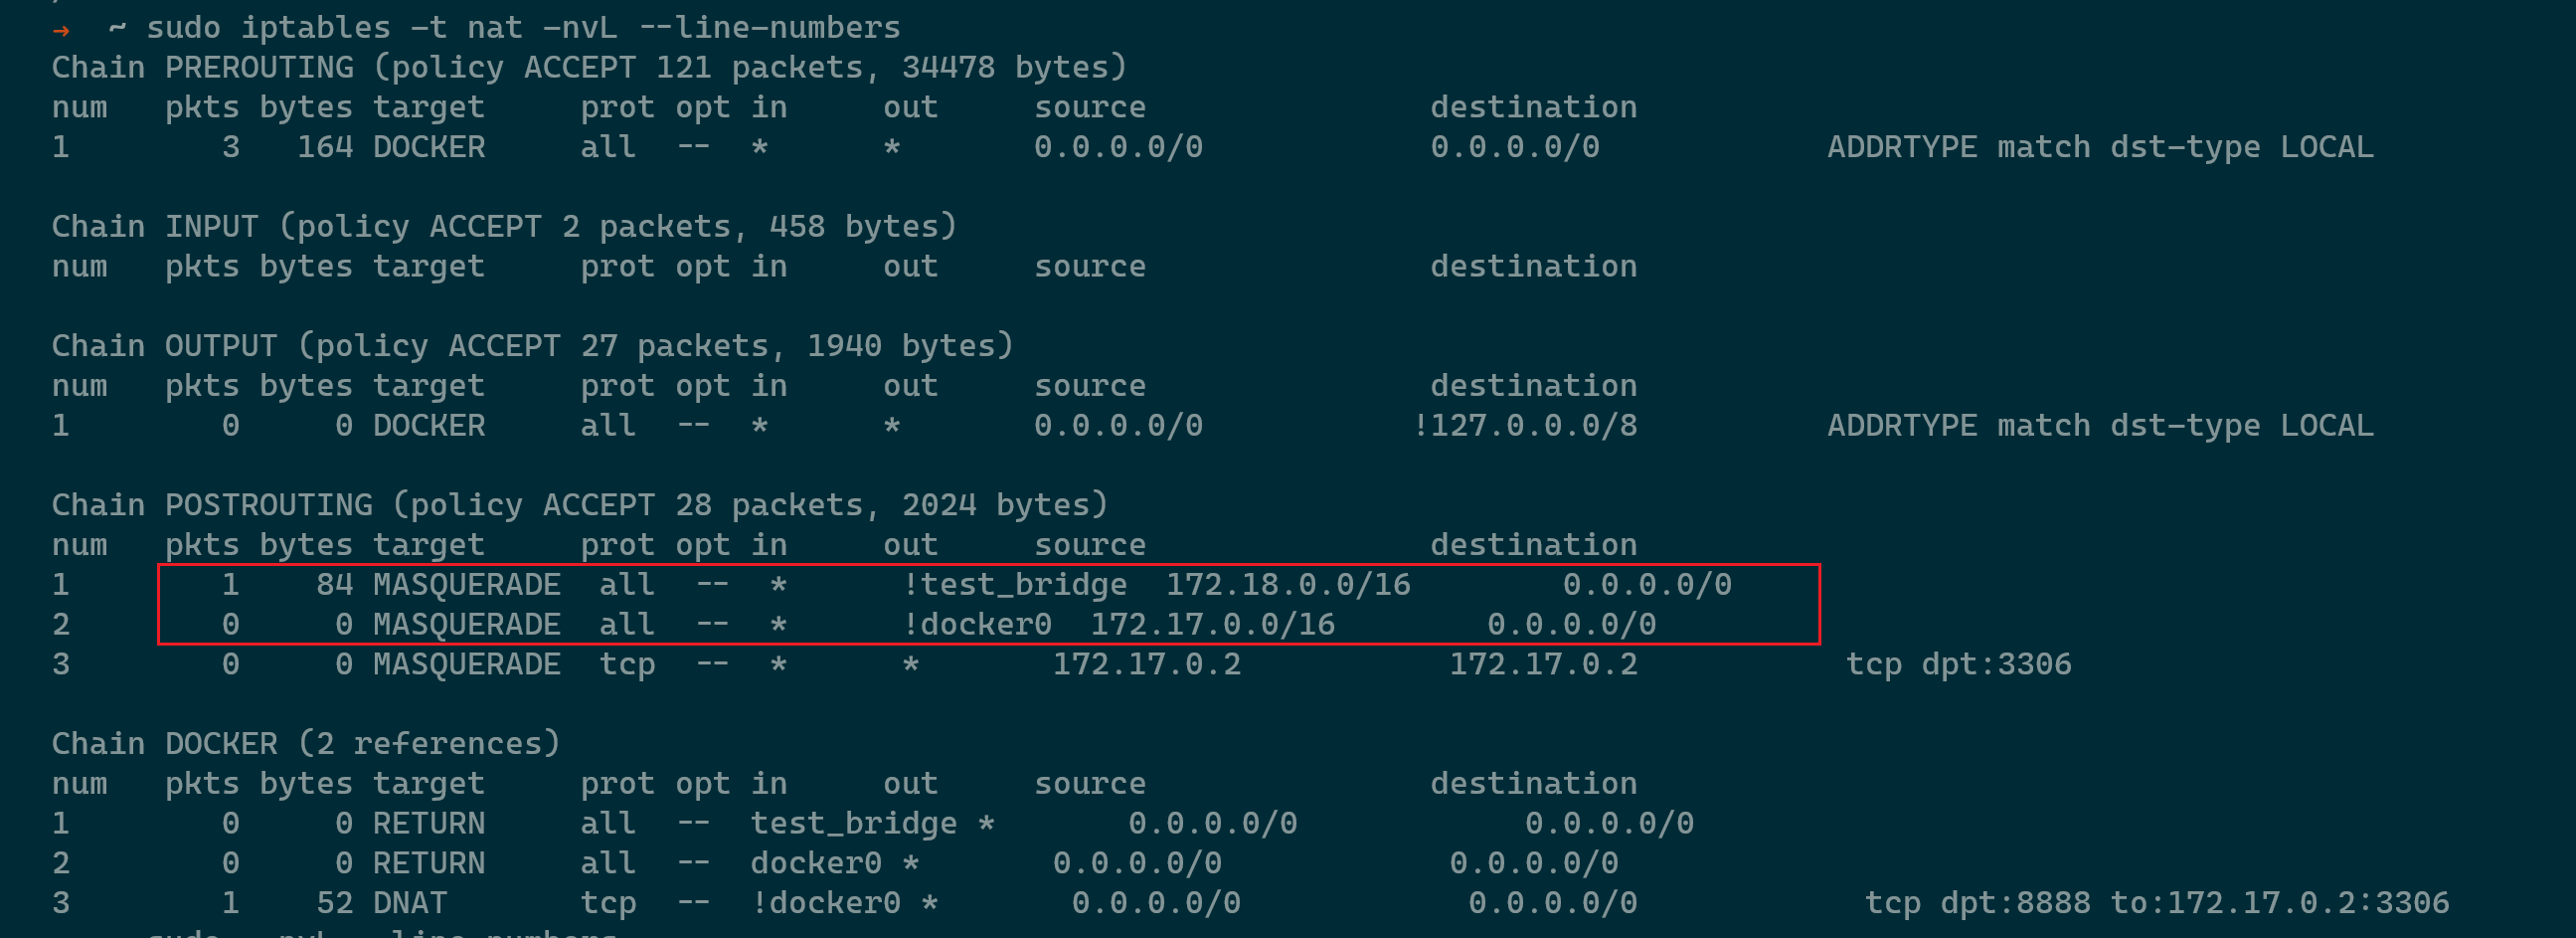 → ~ sudo iptables -t nat -nvL --line-numbers
Chain PREROUTING (policy ACCEPT 121 packets, 34478 bytes)
num pkts bytes target prot opt in out source destination
1 3 164 DOCKER all -- * * 0.0.0.0/0 0.0.0.0/0 ADDRTYPE match dst-type LOCAL
Chain INPUT (policy ACCEPT 2 packets, 458 bytes)
num pkts bytes target prot opt in out source destination
Chain OUTPUT (policy ACCEPT 27 packets, 1940 bytes)
num pkts bytes target prot opt in out source destination
1 0 0 DOCKER all -- * * 0.0.0.0/0 !127.0.0.0/8 ADDRTYPE match dst-type LOCAL
Chain POSTROUTING (policy ACCEPT 28 packets, 2024 bytes)
num pkts bytes target prot opt in out source destination
1 1 84 MASQUERADE all -- * !test_bridge 172.18.0.0/16 0.0.0.0/0
2 0 0 MASQUERADE all -- * !docker0 172.17.0.0/16 0.0.0.0/0
3 0 0 MASQUERADE tcp -- * * 172.17.0.2 172.17.0.2 tcp dpt:3306
Chain DOCKER (2 references)
num pkts bytes target prot opt in out source destination
1 0 0 RETURN all -- test_bridge * 0.0.0.0/0 0.0.0.0/0
2 0 0 RETURN all -- docker0 * 0.0.0.0/0 0.0.0.0/0
3 1 52 DNAT tcp -- !docker0 * 0.0.0.0/0 0.0.0.0/0 tcp dpt:8888 to:172.17.0.2:3306